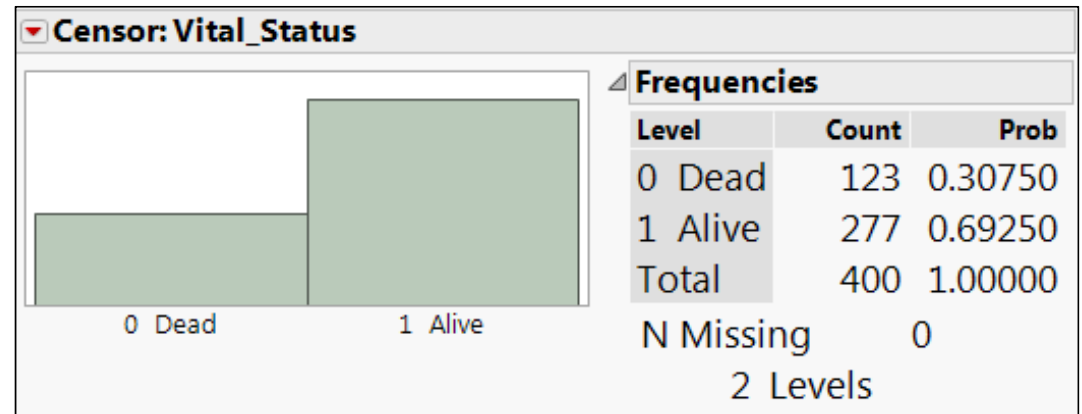 Censor: Vital_Status
0 Dead 1 Alive
Frequencies
Level Count Prob
0 Dead 123 0.30750
1 Alive 277 0.69250
Total 400 1.00000
N Missing 0
2 Levels